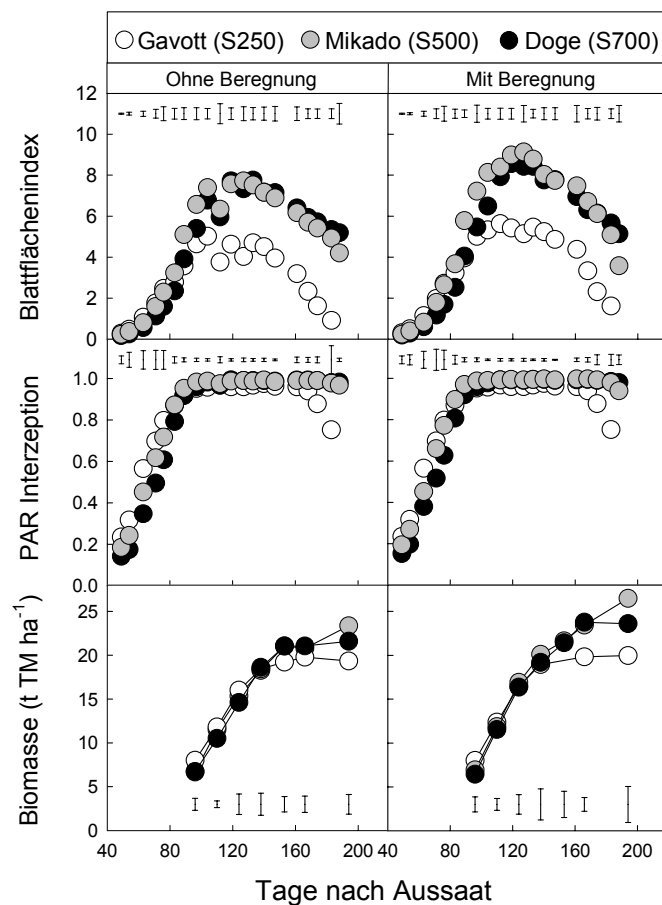 Gavott (S250) Mikado (S500) Doge (S700)
Ohne Beregnung Mit Beregnung
Blattflächenindex
12
10
8
6
4
2
0
PAR Interzeption
1.0
0.8
0.6
0.4
0.2
0.0
Biomasse (t TM ha⁻¹)
25
20
15
10
5
0
40 80 120 160 200 40 80 120 160 200
Tage nach Aussaat